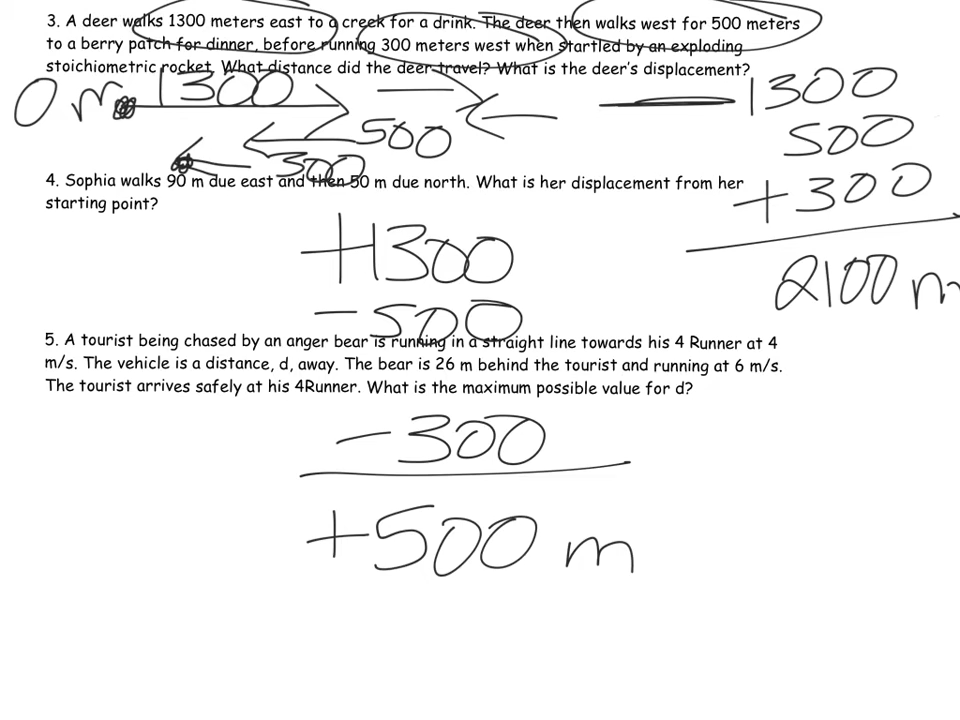 3. A deer walks 1300 meters east to a creek for a drink. The deer then walks west for 500 meters
to a berry patch for dinner, before running 300 meters west when startled by an exploding
stoichiometric rocket. What distance did the deer travel? What is the deer's displacement?
0 m 1300
500
300
1300
500
+300
2100 m
4. Sophia walks 90 m due east and then 50 m due north. What is her displacement from her
starting point?
+1300
-500
5. A tourist being chased by an anger bear is running in a straight line towards his 4 Runner at 4
m/s. The vehicle is a distance, d, away. The bear is 26 m behind the tourist and running at 6 m/s.
The tourist arrives safely at his 4Runner. What is the maximum possible value for d?
-300
+500 m